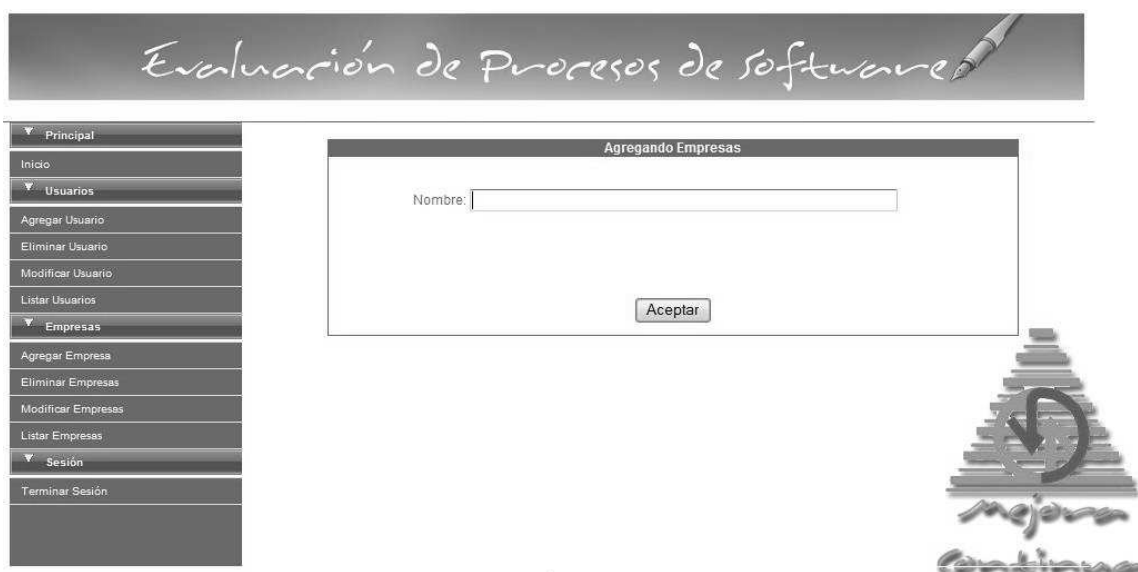 Evaluación de Procesos de software
Principal
Inicio
Usuarios
Agregar Usuario
Eliminar Usuario
Modificar Usuario
Listar Usuarios
Empresas
Agregar Empresa
Eliminar Empresas
Modificar Empresas
Listar Empresas
Sesión
Terminar Sesión
Agregando Empresas
Nombre:
Aceptar
Mejora
Continua